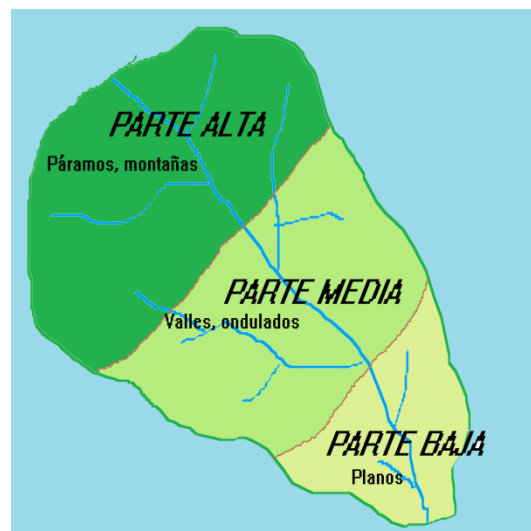 PARTE ALTA
Páramos, montañas
PARTE MEDIA
Valles, ondulados
PARTE BAJA
Planos